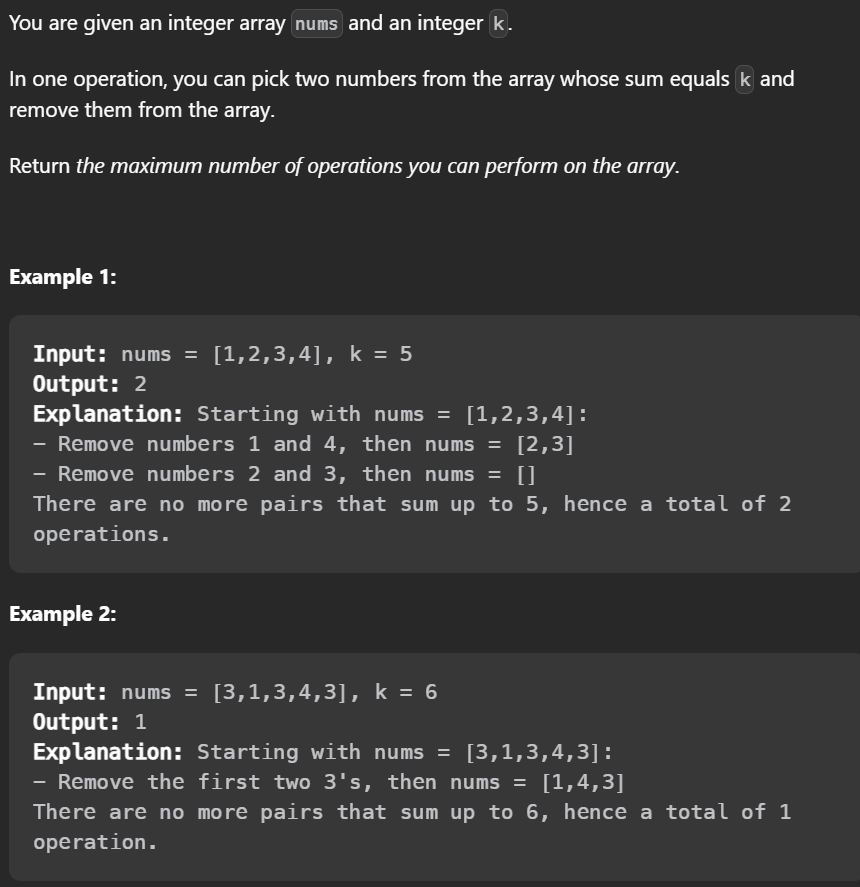 You are given an integer array nums and an integer k.
In one operation, you can pick two numbers from the array whose sum equals k and
remove them from the array.
Return the maximum number of operations you can perform on the array.
Example 1:
Input: nums = [1,2,3,4], k = 5
Output: 2
Explanation: Starting with nums = [1,2,3,4]:
- Remove numbers 1 and 4, then nums = [2,3]
- Remove numbers 2 and 3, then nums = []
There are no more pairs that sum up to 5, hence a total of 2
operations.
Example 2:
Input: nums = [3,1,3,4,3], k = 6
Output: 1
Explanation: Starting with nums = [3,1,3,4,3]:
- Remove the first two 3's, then nums = [1,4,3]
There are no more pairs that sum up to 6, hence a total of 1
operation.